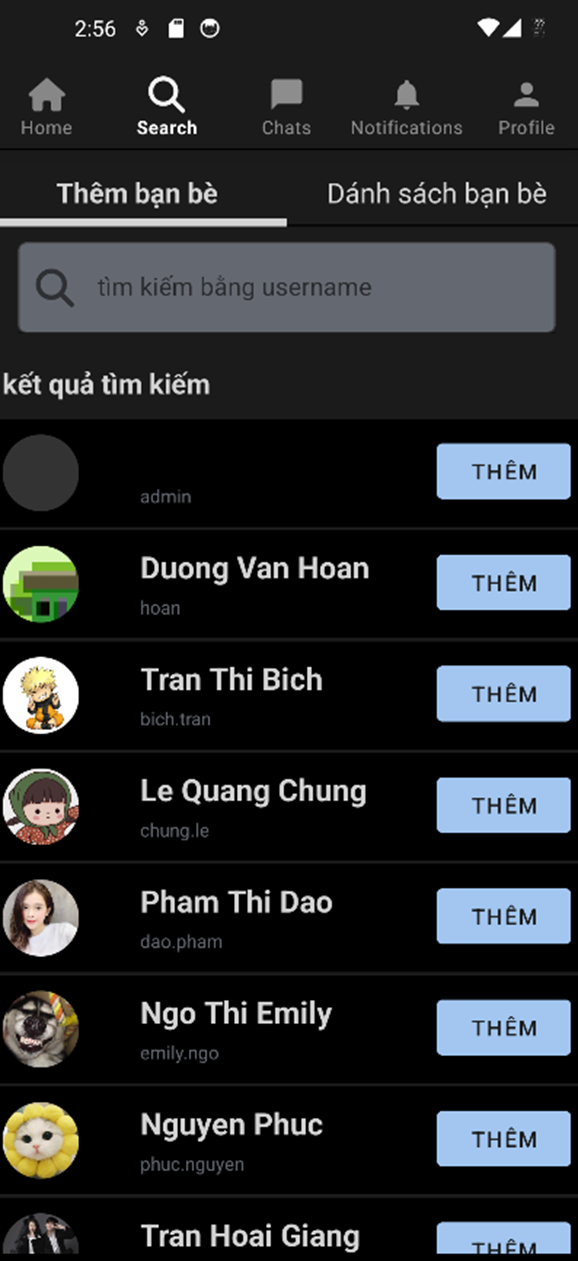 2:56
Home Search Chats Notifications Profile
Thêm bạn bè Dánh sách bạn bè
tìm kiếm bằng username
kết quả tìm kiếm
admin THÊM
Duong Van Hoan
hoan THÊM
Tran Thi Bich
bich.tran THÊM
Le Quang Chung
chung.le THÊM
Pham Thi Dao
dao.pham THÊM
Ngo Thi Emily
emily.ngo THÊM
Nguyen Phuc
phuc.nguyen THÊM
Tran Hoai Giang THÊM